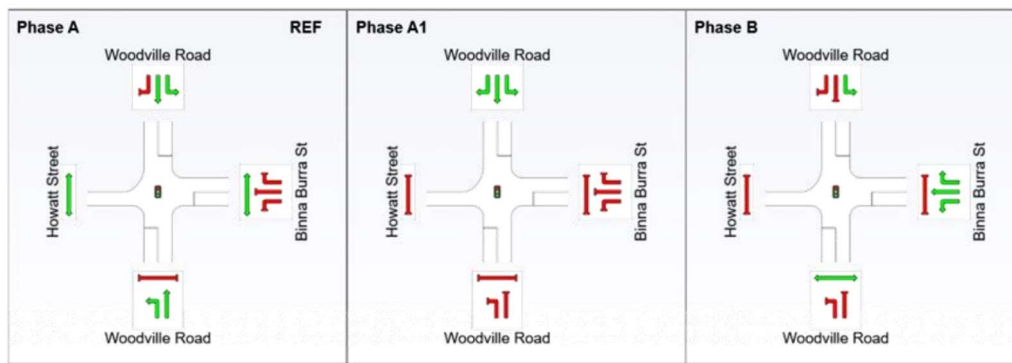 Phase A REF
Woodville Road
Howatt Street
Binna Burra St
Woodville Road
Phase A1
Woodville Road
Howatt Street
Binna Burra St
Woodville Road
Phase B
Woodville Road
Howatt Street
Binna Burra St
Woodville Road